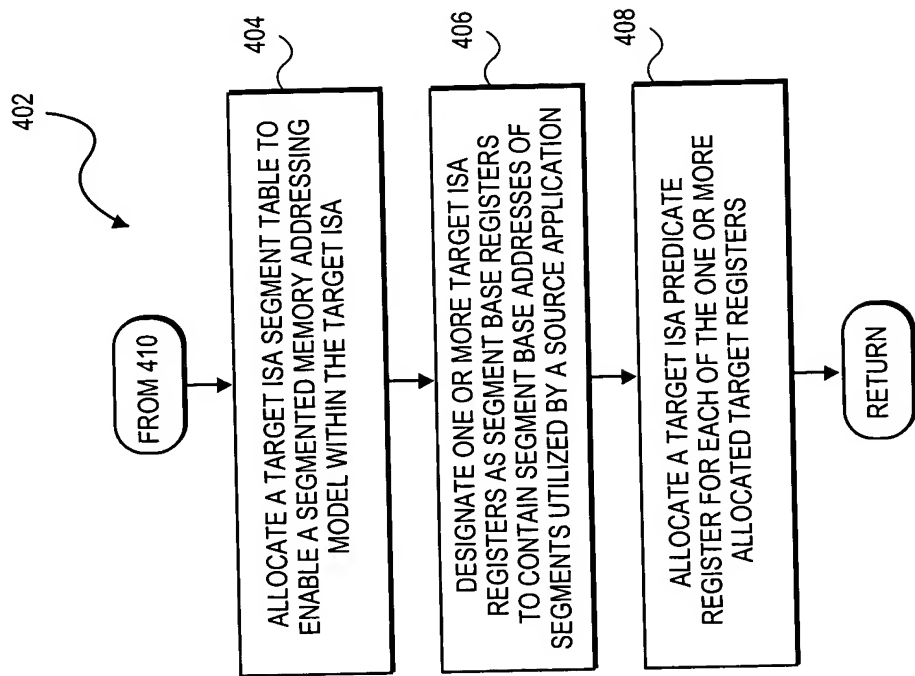 402
FROM 410
404
ALLOCATE A TARGET ISA SEGMENT TABLE TO
ENABLE A SEGMENTED MEMORY ADDRESSING
MODEL WITHIN THE TARGET ISA
406
DESIGNATE ONE OR MORE TARGET ISA
REGISTERS AS SEGMENT BASE REGISTERS
TO CONTAIN SEGMENT BASE ADDRESSES OF
SEGMENTS UTILIZED BY A SOURCE APPLICATION
408
ALLOCATE A TARGET ISA PREDICATE
REGISTER FOR EACH OF THE ONE OR MORE
ALLOCATED TARGET REGISTERS
RETURN